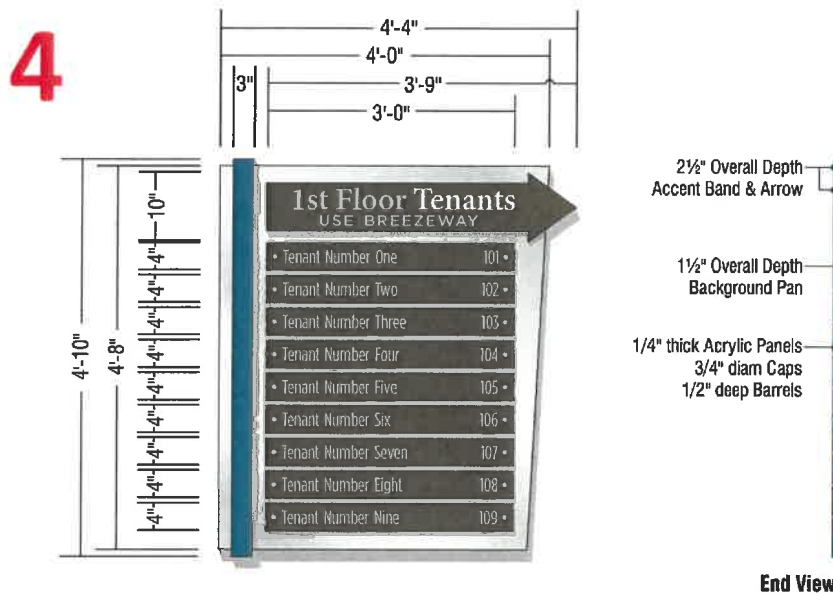 4
4'-4"
4'-0"
3" 3'-9"
3'-0"
4'-10"
4'-8"
10"
4"
4"
4"
4"
4"
4"
4"
4"
4"
1st Floor Tenants
USE BREEZEWAY
• Tenant Number One 101 •
• Tenant Number Two 102 •
• Tenant Number Three 103 •
• Tenant Number Four 104 •
• Tenant Number Five 105 •
• Tenant Number Six 106 •
• Tenant Number Seven 107 •
• Tenant Number Eight 108 •
• Tenant Number Nine 109 •
2½" Overall Depth
Accent Band & Arrow
1½" Overall Depth
Background Pan
1/4" thick Acrylic Panels
3/4" diam Caps
1/2" deep Barrels
End View